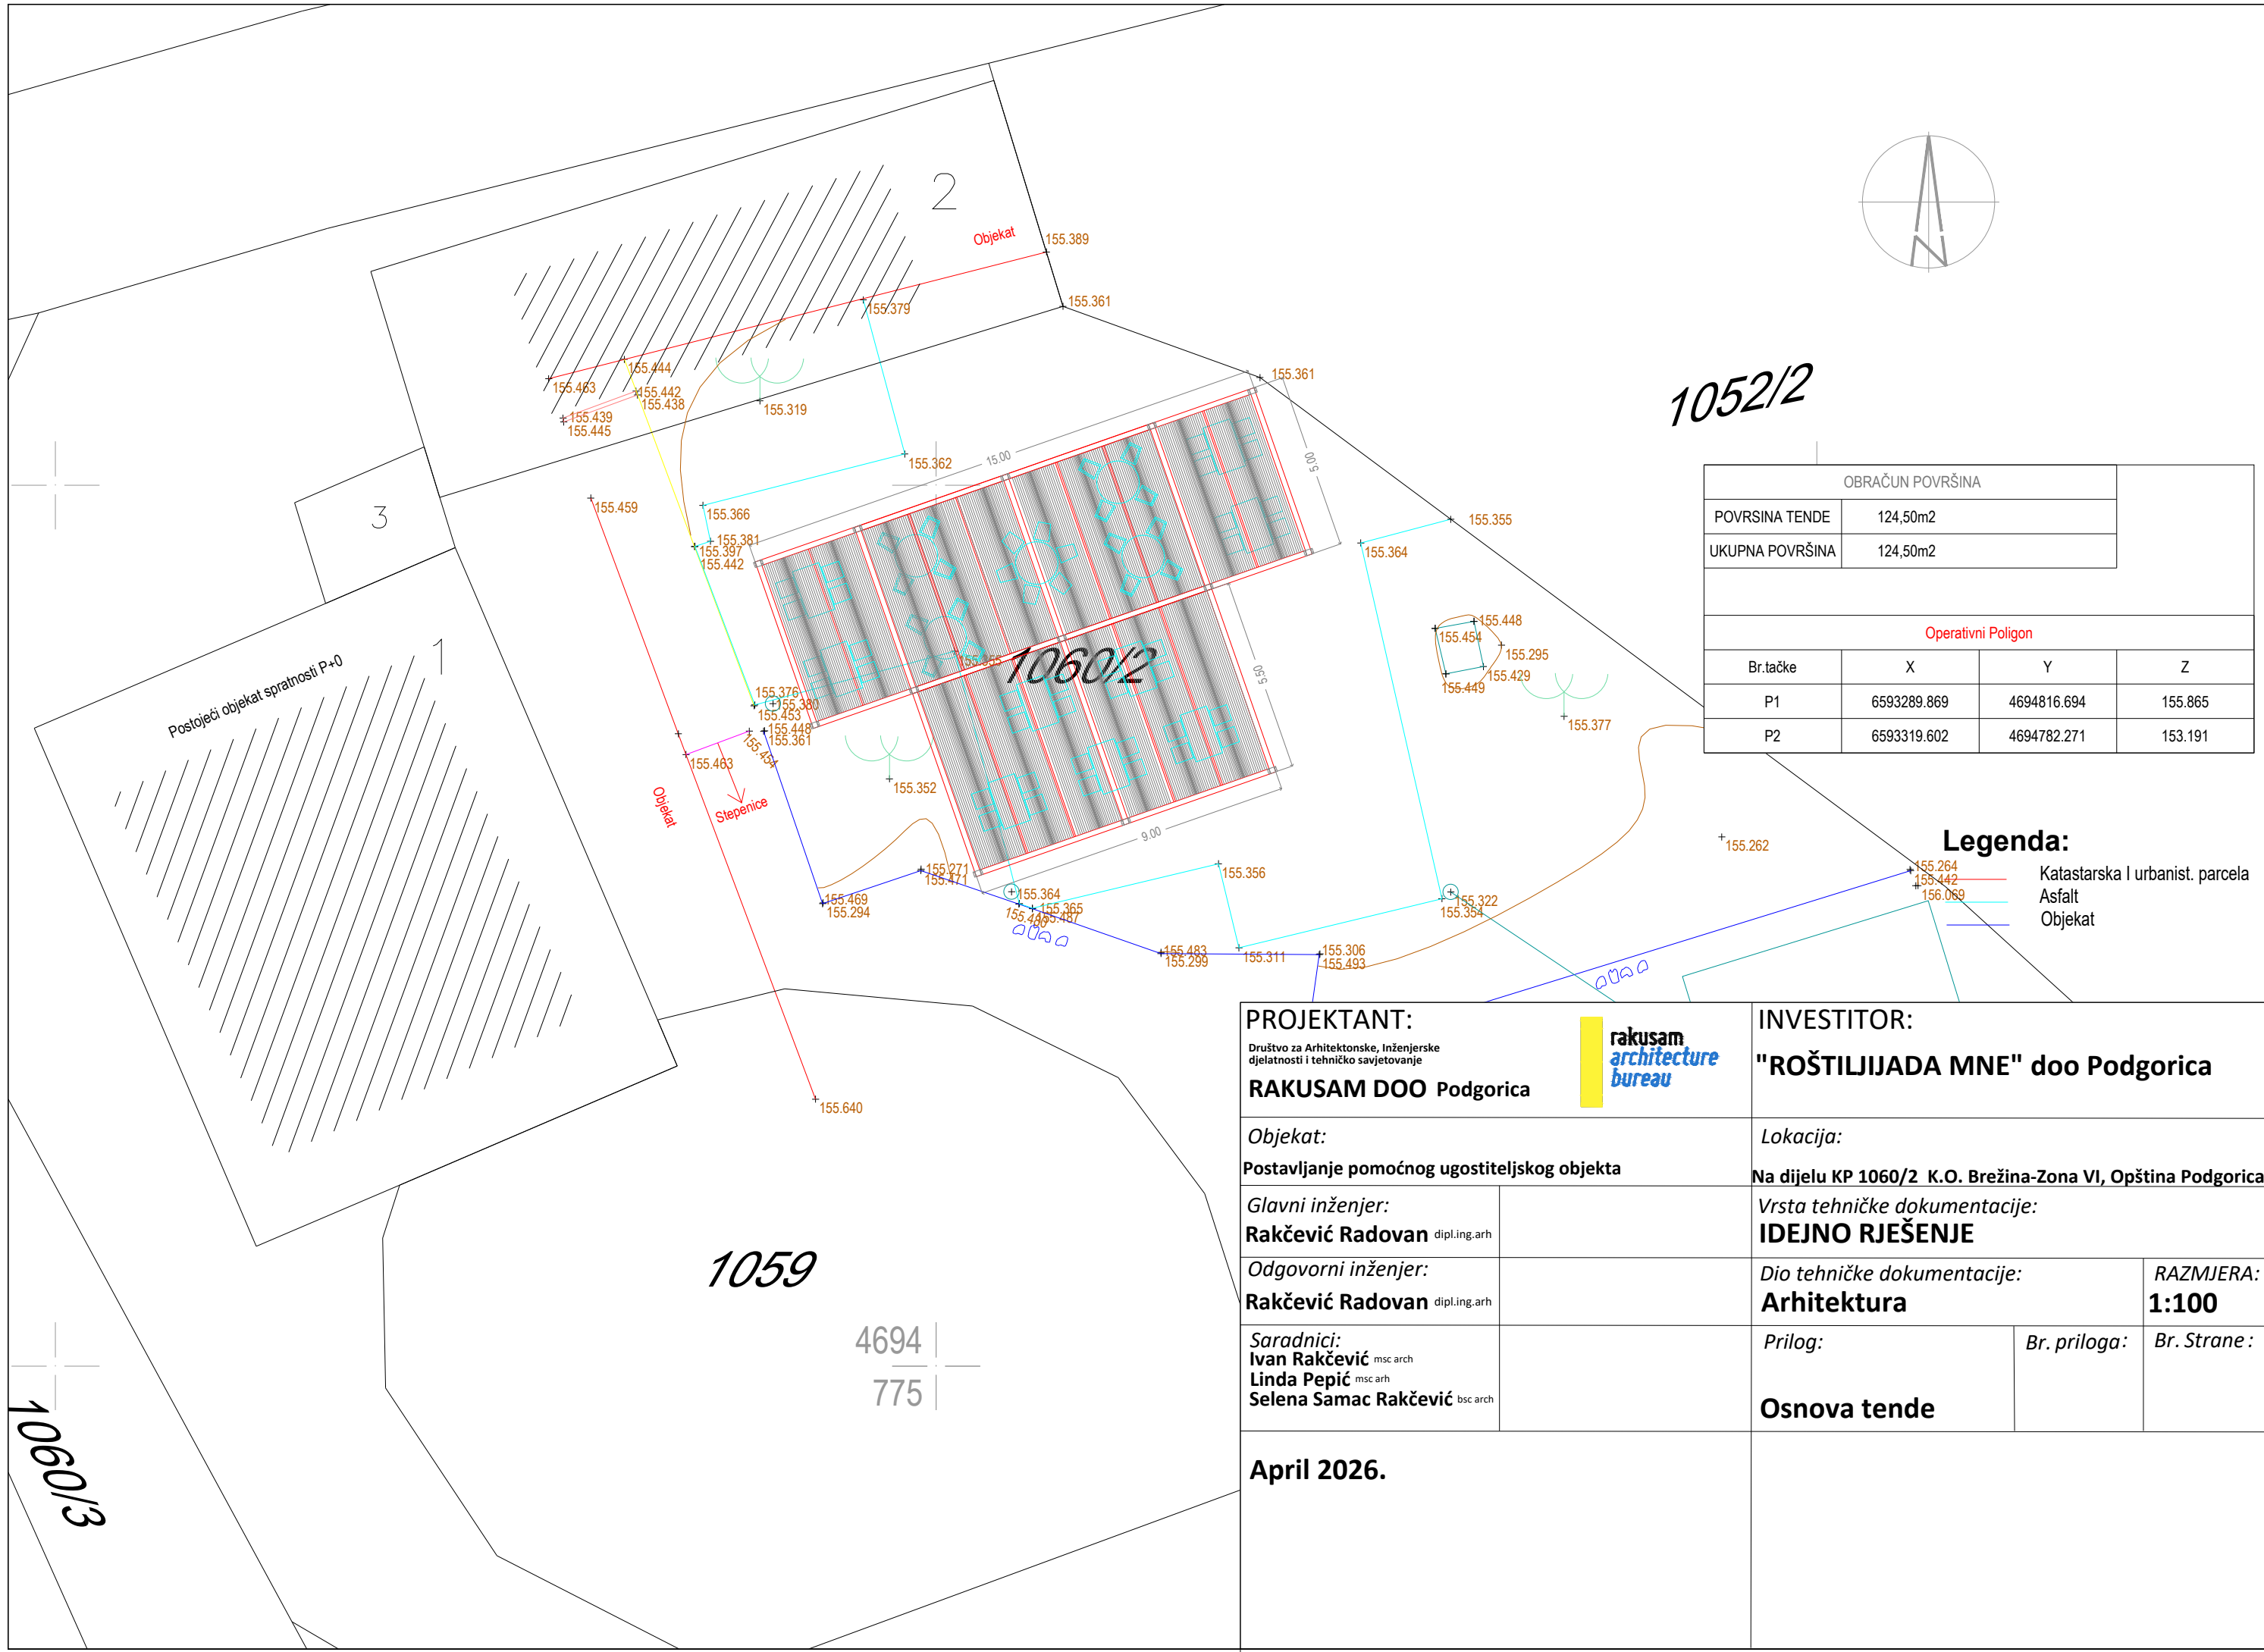 2
Objekat
155.389
155.379
155.361
155.444
155.463
155.442
155.438
155.439
155.445
155.319
155.361
1052/2
155.362
15.00
5.00
3
155.459
155.366
155.381
155.397
155.442
155.355
155.364
OBRAČUN POVRŠINA
POVRSINA TENDE 124,50m2
UKUPNA POVRŠINA 124,50m2
Operativni Poligon
Br.tačke X Y Z
P1 6593289.869 4694816.694 155.865
P2 6593319.602 4694782.271 153.191
155.448
155.454
155.295
155.429
155.449
155.377
1
Postojeći objekat spratnosti P+0
155.355
1060/2
5.50
155.376
155.380
155.453
155.448
155.361
155.454
155.463
155.352
Objekat
Stepenice
9.00
155.262
Legenda:
Katastarska I urbanist. parcela
Asfalt
Objekat
155.264
155.442
156.069
155.271
155.471
155.469
155.294
155.356
155.364
155.365
155.487
155.322
155.354
155.483
155.299
155.311
155.306
155.493
155.640
1059
4694
775
1060/3
PROJEKTANT:
Društvo za Arhitektonske, Inženjerske
djelatnosti i tehničko savjetovanje
RAKUSAM DOO Podgorica
rakusam
architecture
bureau
INVESTITOR:
"ROŠTILJIJADA MNE" doo Podgorica
Objekat:
Postavljanje pomoćnog ugostiteljskog objekta
Lokacija:
Na dijelu KP 1060/2 K.O. Brežina-Zona VI, Opština Podgorica
Glavni inženjer:
Rakčević Radovan dipl.ing.arh
Vrsta tehničke dokumentacije:
IDEJNO RJEŠENJE
Odgovorni inženjer:
Rakčević Radovan dipl.ing.arh
Dio tehničke dokumentacije:
Arhitektura
RAZMJERA:
1:100
Saradnici:
Ivan Rakčević msc arch
Linda Pepić msc arh
Selena Samac Rakčević bsc arch
Prilog:
Osnova tende
Br. priloga:
Br. Strane:
April 2026.
N